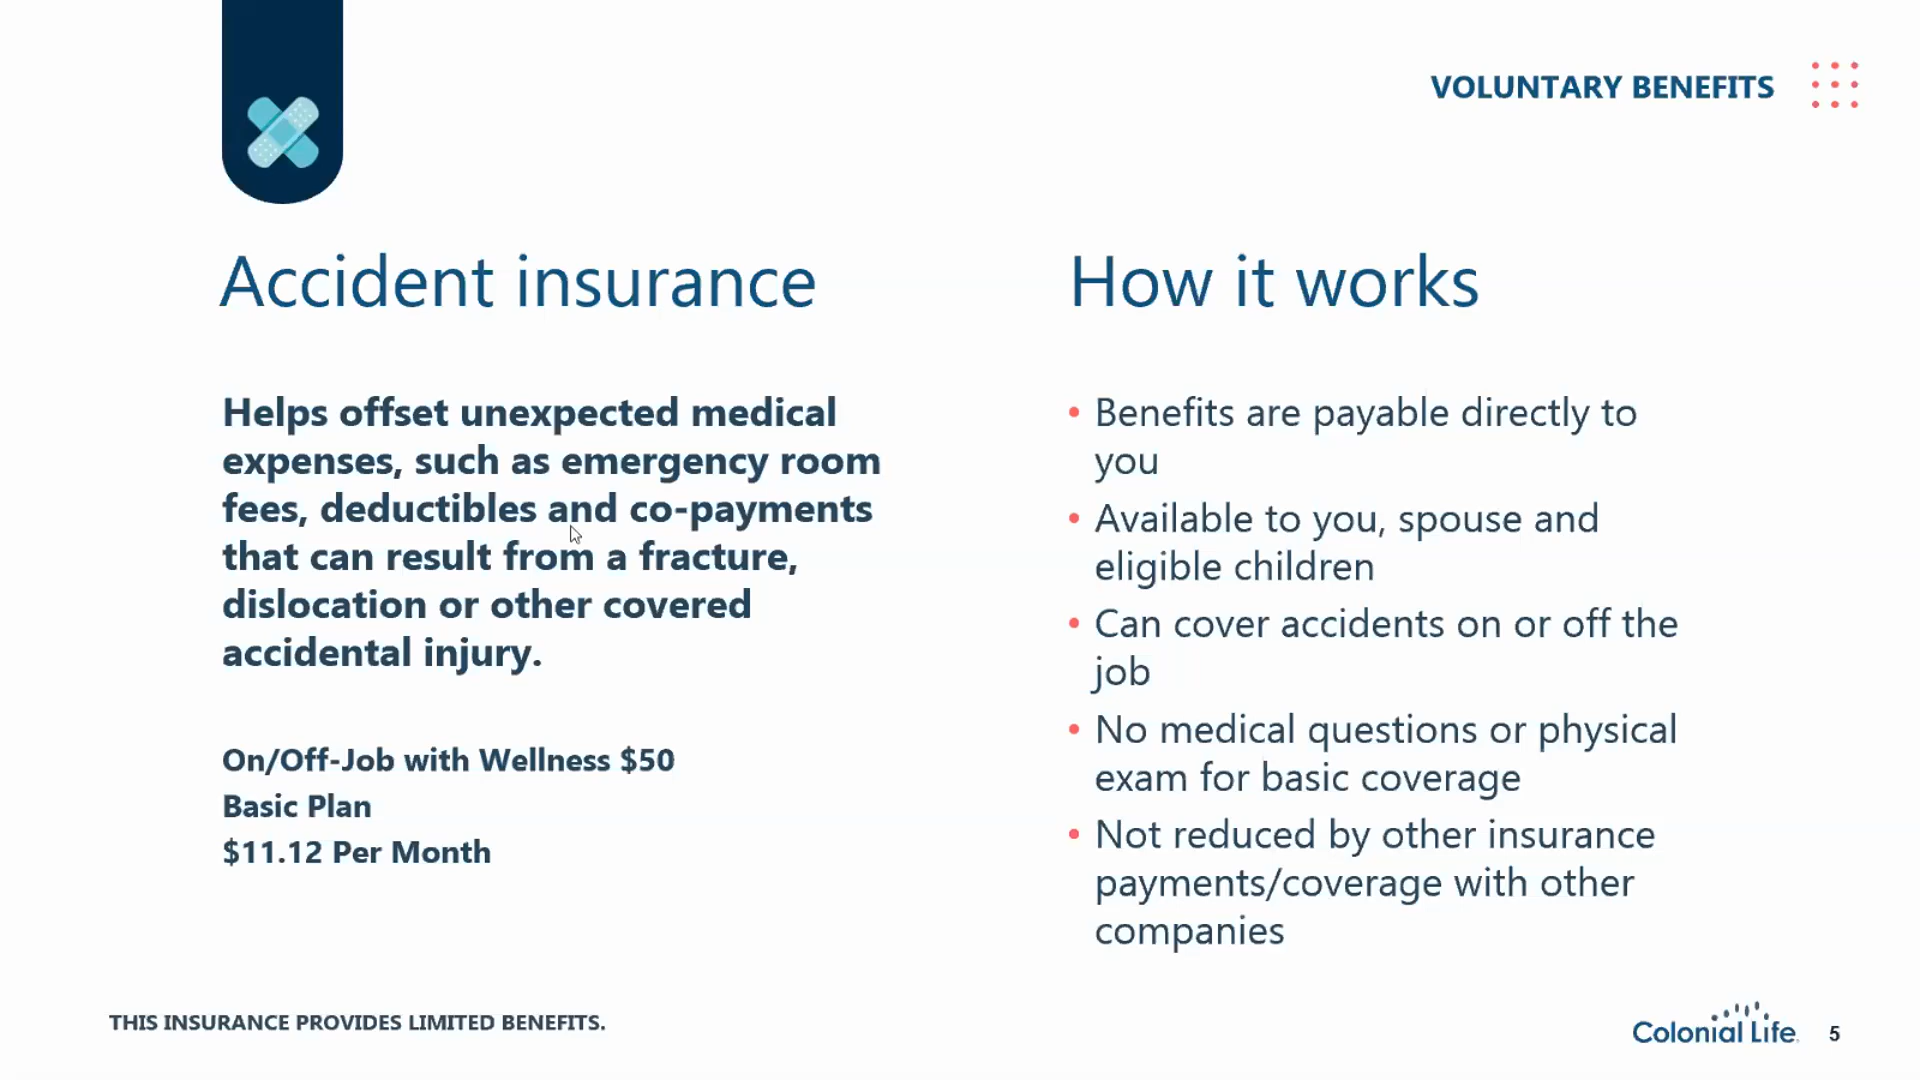 VOLUNTARY BENEFITS
Accident insurance
Helps offset unexpected medical
expenses, such as emergency room
fees, deductibles and co-payments
that can result from a fracture,
dislocation or other covered
accidental injury.
On/Off-Job with Wellness $50
Basic Plan
$11.12 Per Month
How it works
• Benefits are payable directly to
you
• Available to you, spouse and
eligible children
• Can cover accidents on or off the
job
• No medical questions or physical
exam for basic coverage
• Not reduced by other insurance
payments/coverage with other
companies
THIS INSURANCE PROVIDES LIMITED BENEFITS.
Colonial Life
5